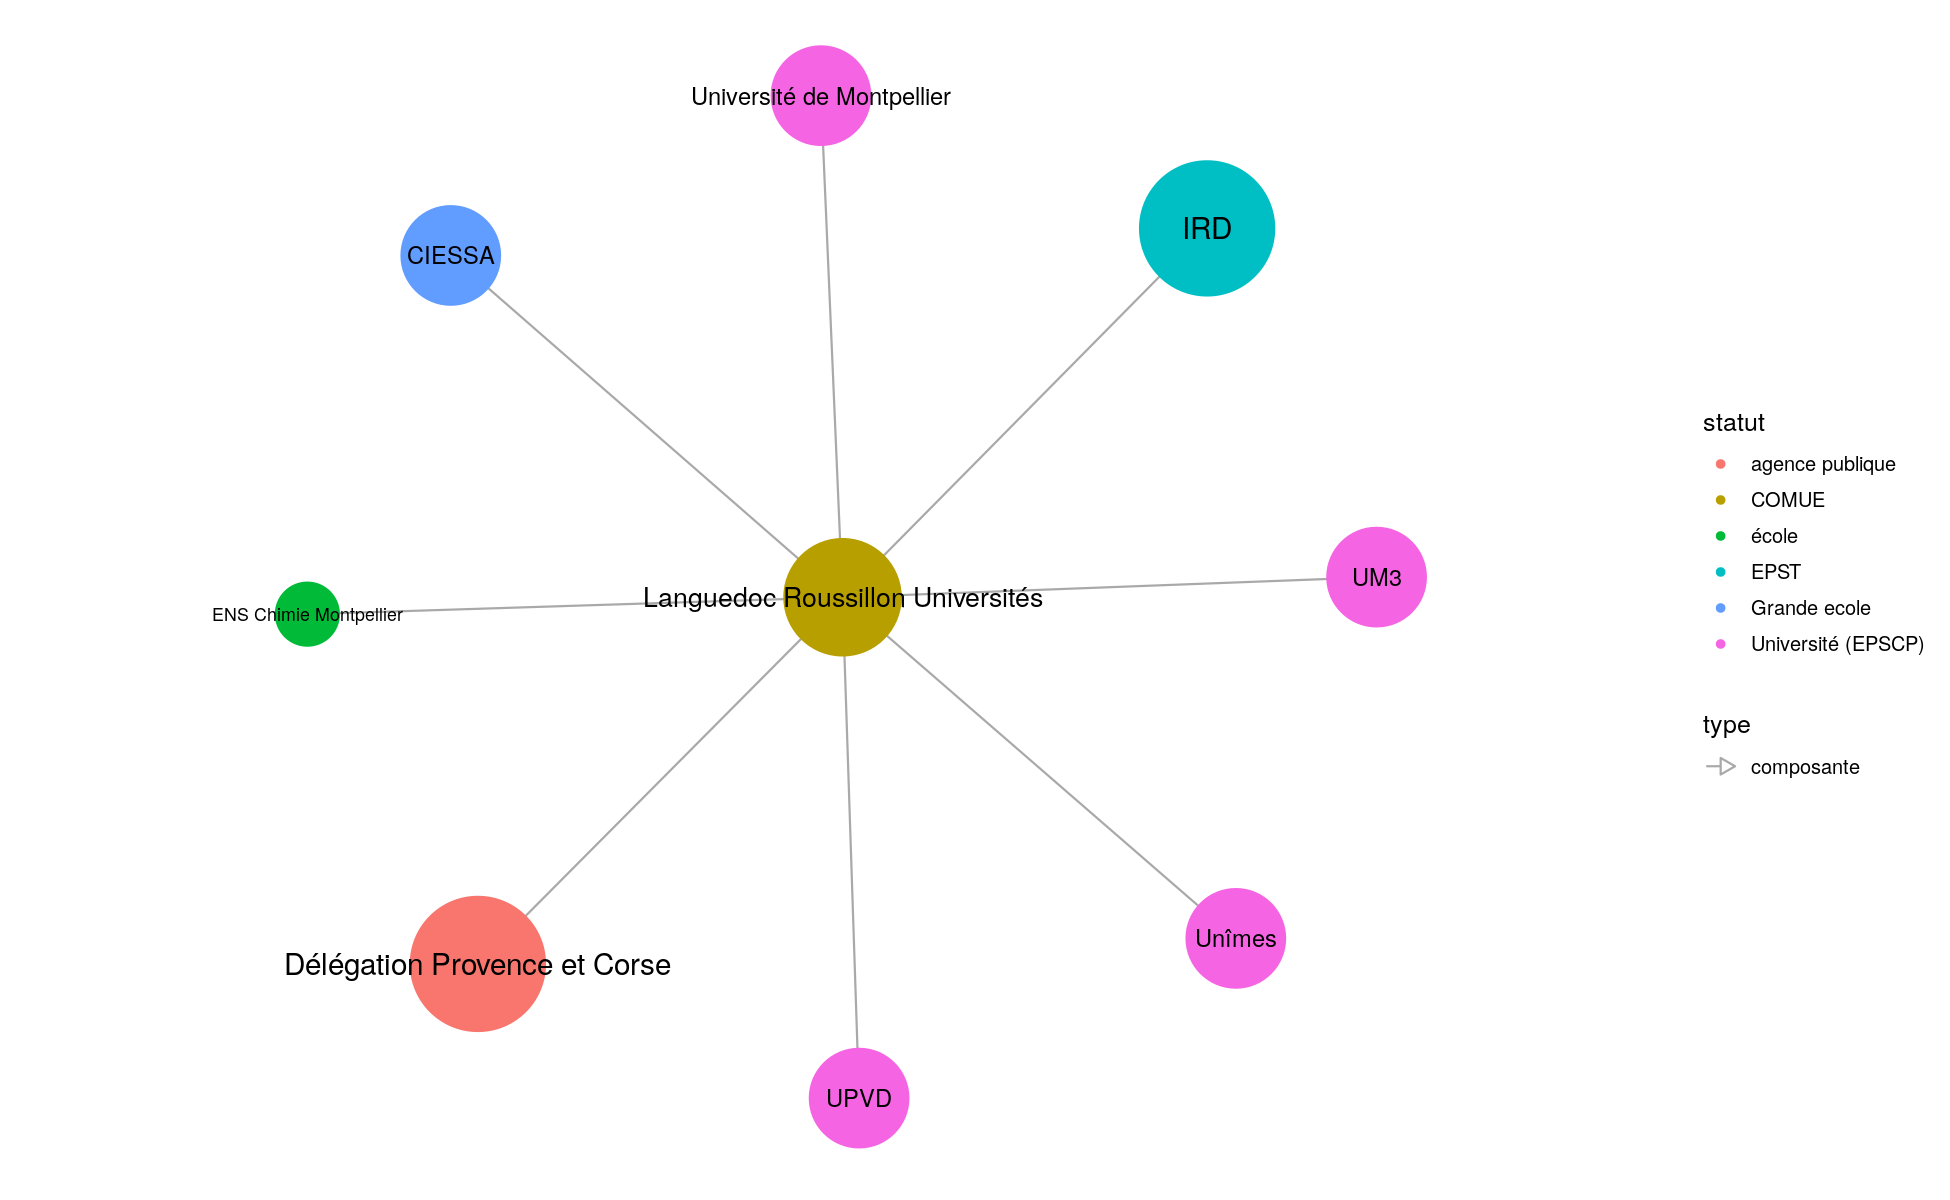 Université de Montpellier
IRD
CIESSA
UM3
Languedoc Roussillon Universités
ENS Chimie Montpellier
Unîmes
Délégation Provence et Corse
UPVD
statut
agence publique
COMUE
école
EPST
Grande ecole
Université (EPSCP)
type
composante